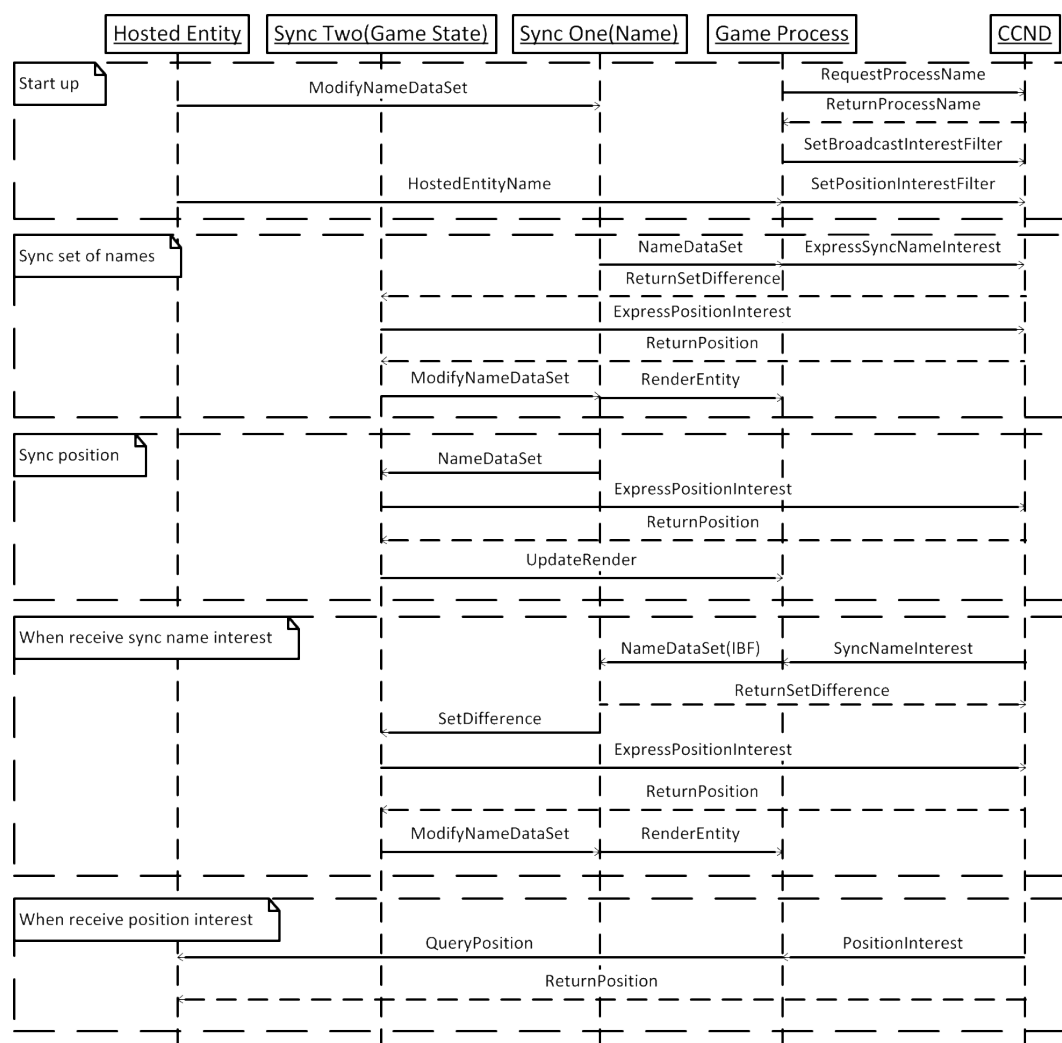 Hosted Entity
Sync Two(Game State)
Sync One(Name)
Game Process
CCND
Start up
RequestProcessName
ModifyNameDataSet
ReturnProcessName
SetBroadcastInterestFilter
HostedEntityName
SetPositionInterestFilter
Sync set of names
NameDataSet
ExpressSyncNameInterest
ReturnSetDifference
ExpressPositionInterest
ReturnPosition
ModifyNameDataSet
RenderEntity
Sync position
NameDataSet
ExpressPositionInterest
ReturnPosition
UpdateRender
When receive sync name interest
NameDataSet(IBF)
SyncNameInterest
ReturnSetDifference
SetDifference
ExpressPositionInterest
ReturnPosition
ModifyNameDataSet
RenderEntity
When receive position interest
QueryPosition
PositionInterest
ReturnPosition